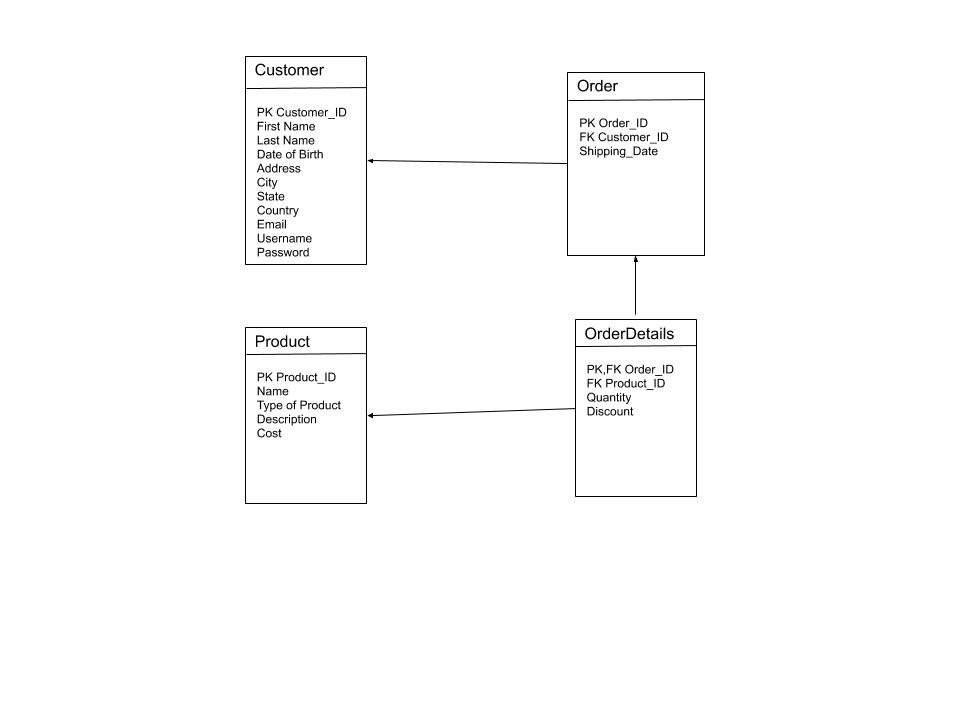 Customer
PK Customer_ID
First Name
Last Name
Date of Birth
Address
City
State
Country
Email
Username
Password
Order
PK Order_ID
FK Customer_ID
Shipping_Date
Product
PK Product_ID
Name
Type of Product
Description
Cost
OrderDetails
PK,FK Order_ID
FK Product_ID
Quantity
Discount